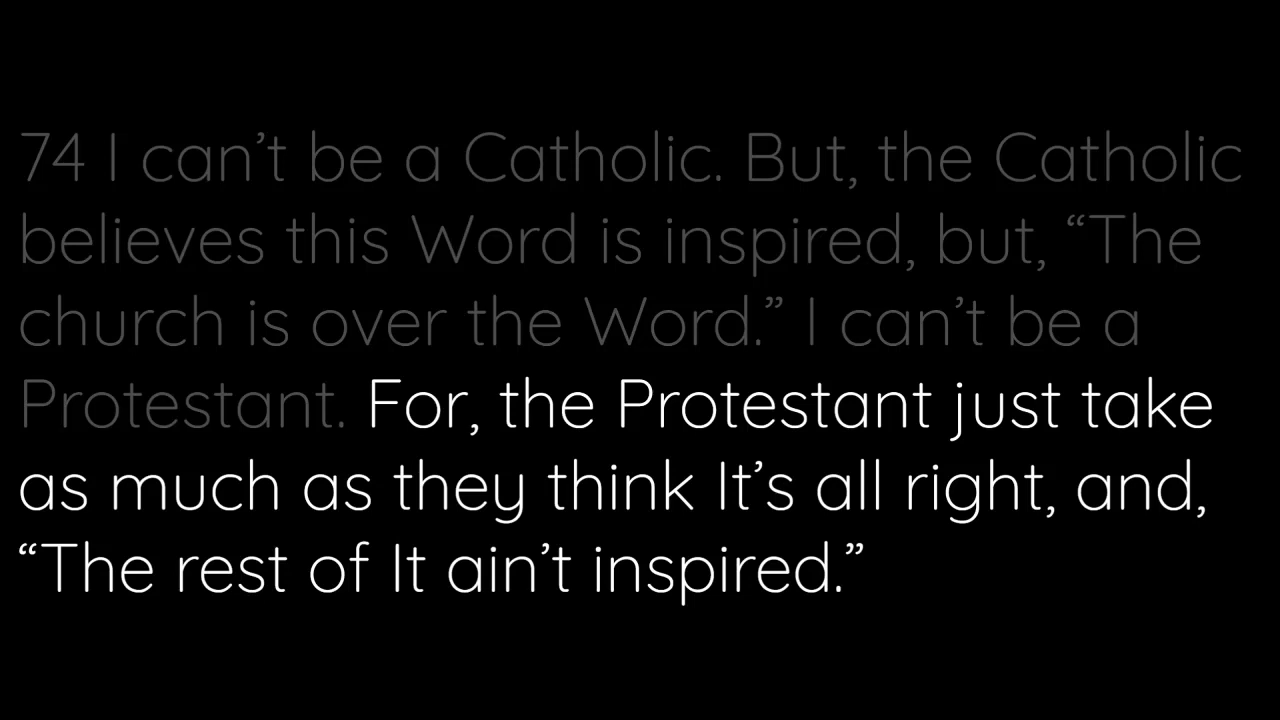 74 I can’t be a Catholic. But, the Catholic
believes this Word is inspired, but, “The
church is over the Word.” I can’t be a
Protestant. For, the Protestant just take
as much as they think It’s all right, and,
“The rest of It ain’t inspired.”